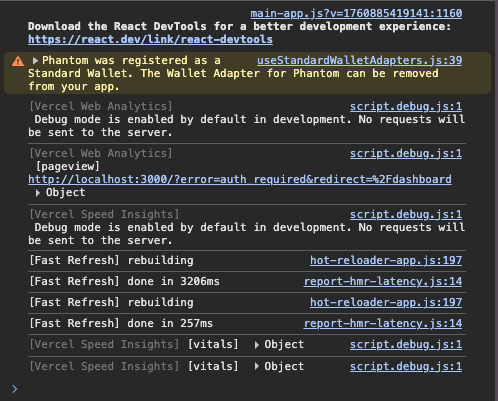 main-app.js?v=1760885419141:1160
Download the React DevTools for a better development experience:
https://react.dev/link/react-devtools
Phantom was registered as a useStandardWalletAdapters.js:39
Standard Wallet. The Wallet Adapter for Phantom can be removed
from your app.
[Vercel Web Analytics] script.debug.js:1
Debug mode is enabled by default in development. No requests will
be sent to the server.
[Vercel Web Analytics] script.debug.js:1
[pageview]
http://localhost:3000/?error=auth_required&redirect=%2Fdashboard
Object
[Vercel Speed Insights] script.debug.js:1
Debug mode is enabled by default in development. No requests will
be sent to the server.
[Fast Refresh] rebuilding hot-reloader-app.js:197
[Fast Refresh] done in 3206ms report-hmr-latency.js:14
[Fast Refresh] rebuilding hot-reloader-app.js:197
[Fast Refresh] done in 257ms report-hmr-latency.js:14
[Vercel Speed Insights] [vitals] Object script.debug.js:1
[Vercel Speed Insights] [vitals] Object script.debug.js:1